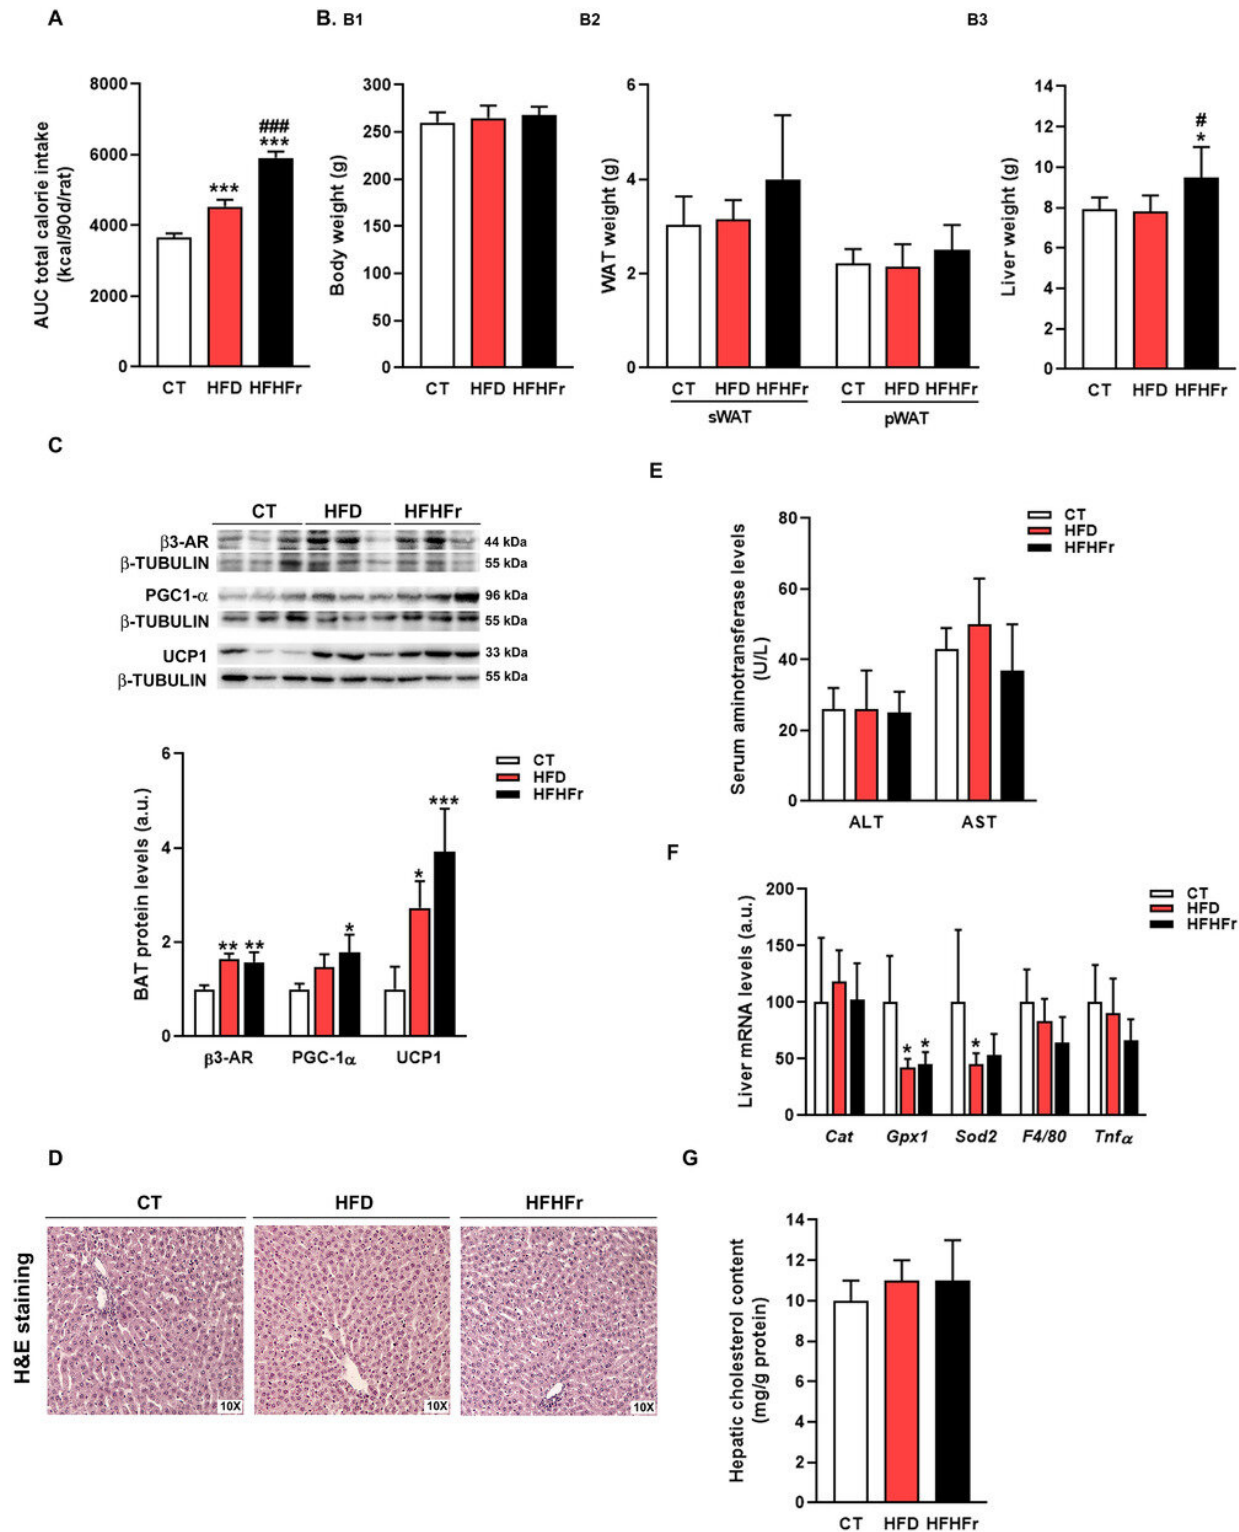 A
B. B1
B2
B3
AUC total calorie intake
(kcal/90d/rat)
8000
6000
4000
2000
0
***
###
***
CT HFD HFHFr
Body weight (g)
300
250
200
150
100
50
0
CT HFD HFHFr
WAT weight (g)
6
4
2
0
CT HFD HFHFr
sWAT
CT HFD HFHFr
pWAT
Liver weight (g)
14
12
10
8
6
4
2
0
#
*
CT HFD HFHFr
C
CT HFD HFHFr
β3-AR 44 kDa
β-TUBULIN 55 kDa
PGC1-α 96 kDa
β-TUBULIN 55 kDa
UCP1 33 kDa
β-TUBULIN 55 kDa
BAT protein levels (a.u.)
6
4
2
0
CT
HFD
HFHFr
** **
*
*
***
β3-AR PGC-1α UCP1
D
CT HFD HFHFr
H&E staining
10X 10X 10X
E
Serum aminotransferase levels
(U/L)
80
60
40
20
0
CT
HFD
HFHFr
ALT AST
F
Liver mRNA levels (a.u.)
200
150
100
50
0
CT
HFD
HFHFr
* *
*
Cat Gpx1 Sod2 F4/80 Tnfα
G
Hepatic cholesterol content
(mg/g protein)
14
12
10
8
6
4
2
0
CT HFD HFHFr